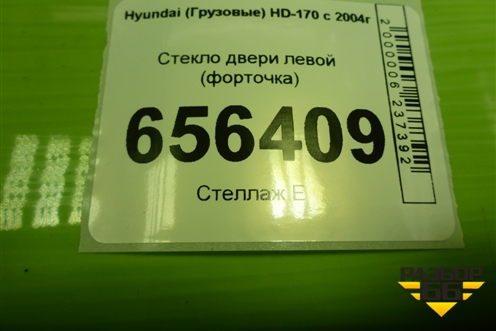 Hyundai (Грузовые) HD-170 с 2004г
Стекло двери левой
(форточка)
656409
Стеллаж Е
2000006237392
РАЗБОР
66